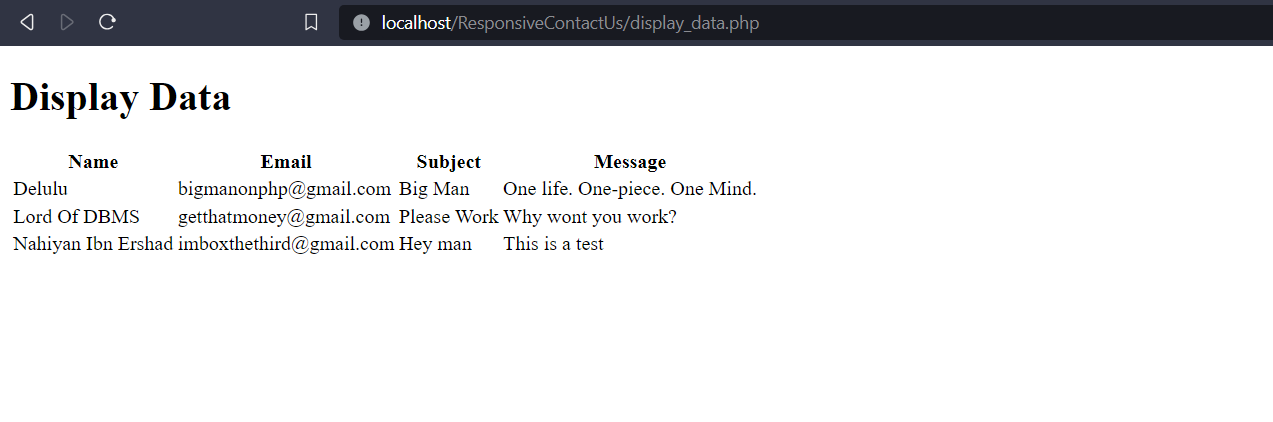 localhost/ResponsiveContactUs/display_data.php
Display Data
Name Email Subject Message
Delulu bigmanonphp@gmail.com Big Man One life. One-piece. One Mind.
Lord Of DBMS getthatmoney@gmail.com Please Work Why wont you work?
Nahiyan Ibn Ershad imboxthethird@gmail.com Hey man This is a test